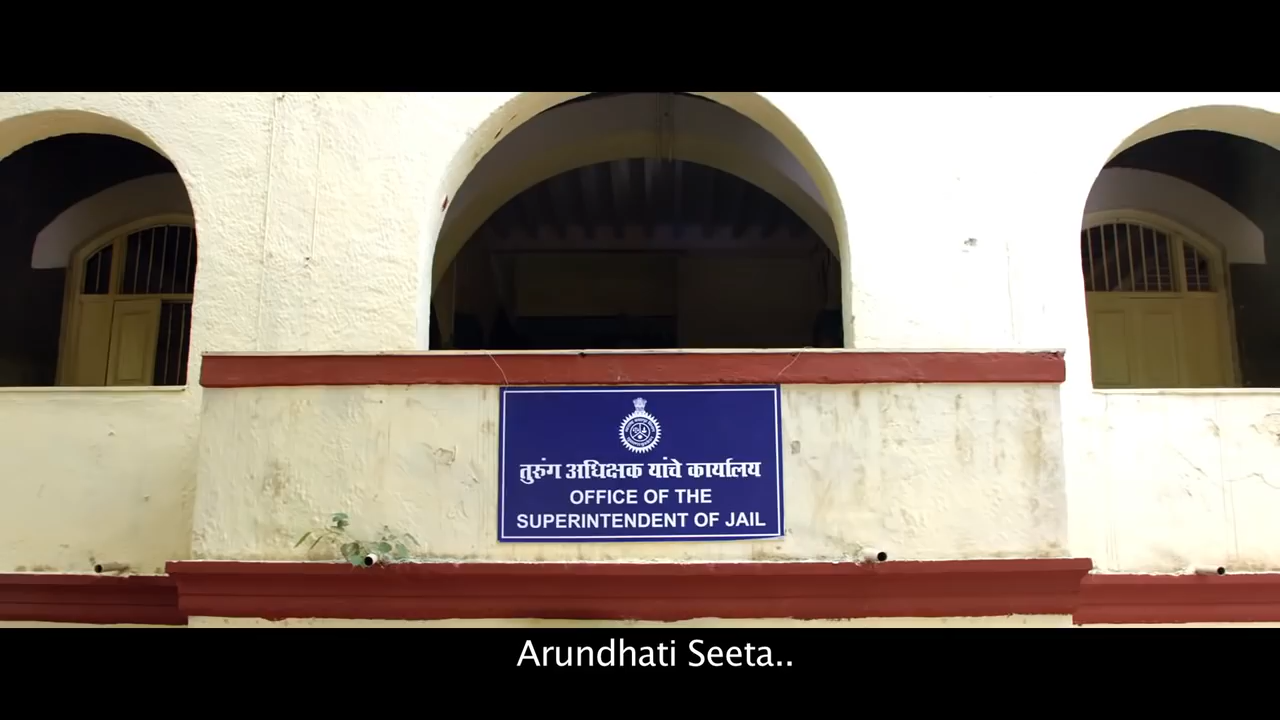 तुरुंग अधिक्षक यांचे कार्यालय
OFFICE OF THE
SUPERINTENDENT OF JAIL
Arundhati Seeta..